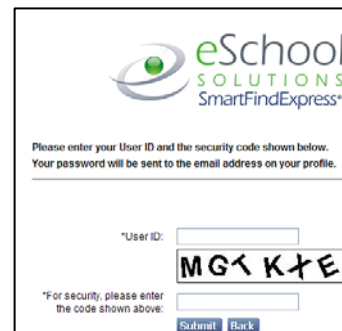 eSchool
SOLUTIONS
SmartFindExpress
Please enter your User ID and the security code shown below.
Your password will be sent to the email address on your profile.
*User ID:
*For security, please enter
the code shown above:
Submit Back